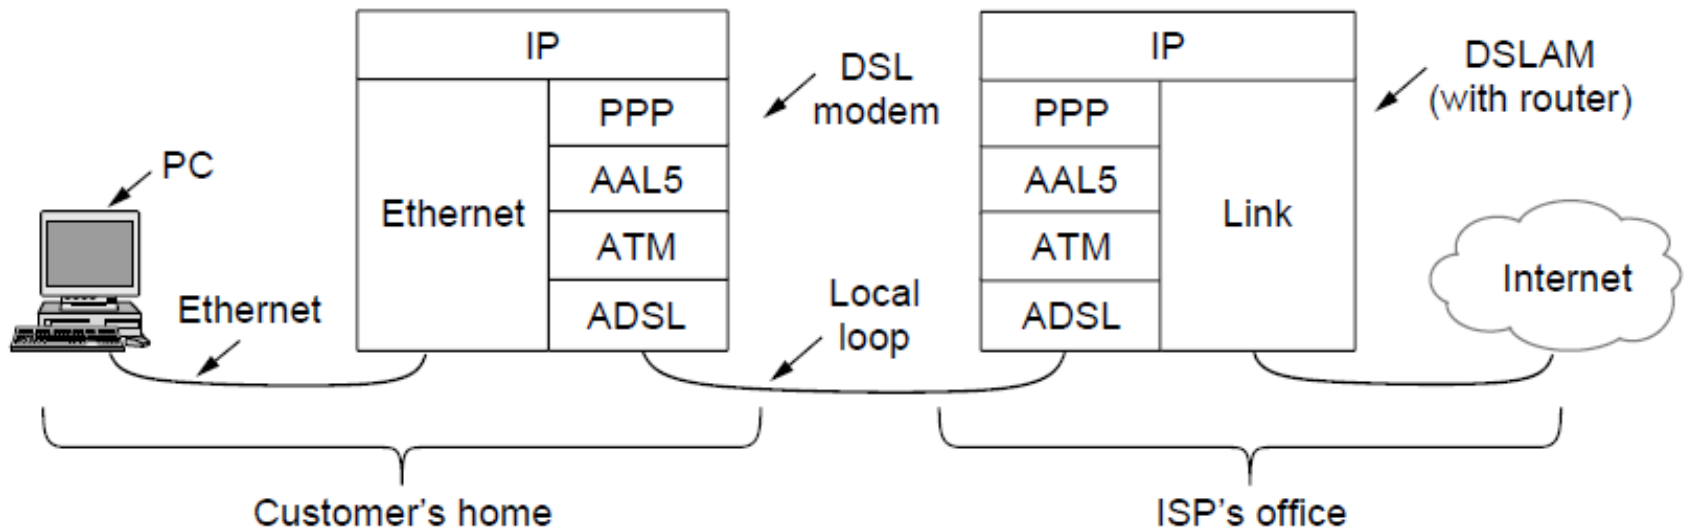 IP
IP
DSL
modem
DSLAM
(with router)
PPP
PPP
PC
AAL5
AAL5
Ethernet
Link
ATM
ATM
Internet
Ethernet
ADSL
Local
loop
ADSL
Customer's home
ISP's office